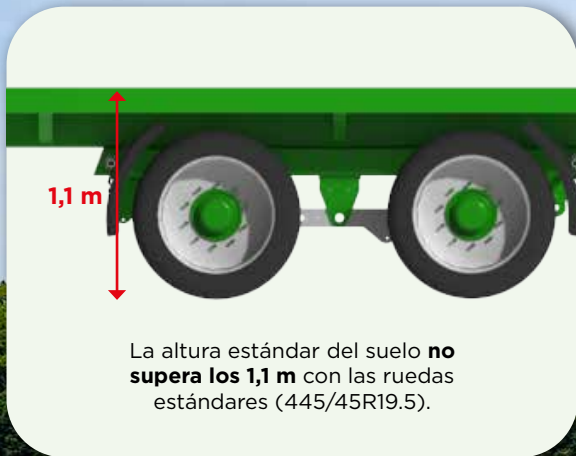 1,1 m
La altura estándar del suelo no
supera los 1,1 m con las ruedas
estándares (445/45R19.5).